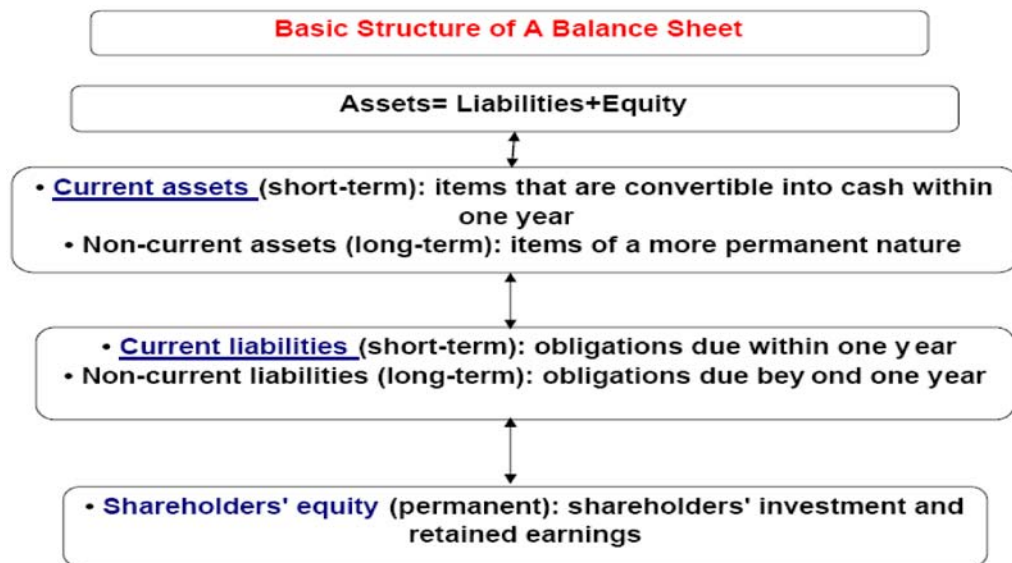 Basic Structure of A Balance Sheet
Assets= Liabilities+Equity
• Current assets (short-term): items that are convertible into cash within
one year
• Non-current assets (long-term): items of a more permanent nature
• Current liabilities (short-term): obligations due within one year
• Non-current liabilities (long-term): obligations due bey ond one year
• Shareholders' equity (permanent): shareholders' investment and
retained earnings